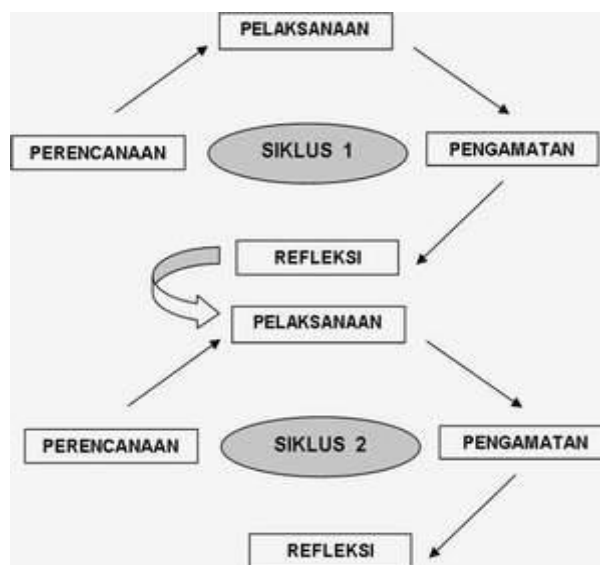 PELAKSANAAN
PERENCANAAN
SIKLUS 1
PENGAMATAN
REFLEKSI
PELAKSANAAN
PERENCANAAN
SIKLUS 2
PENGAMATAN
REFLEKSI